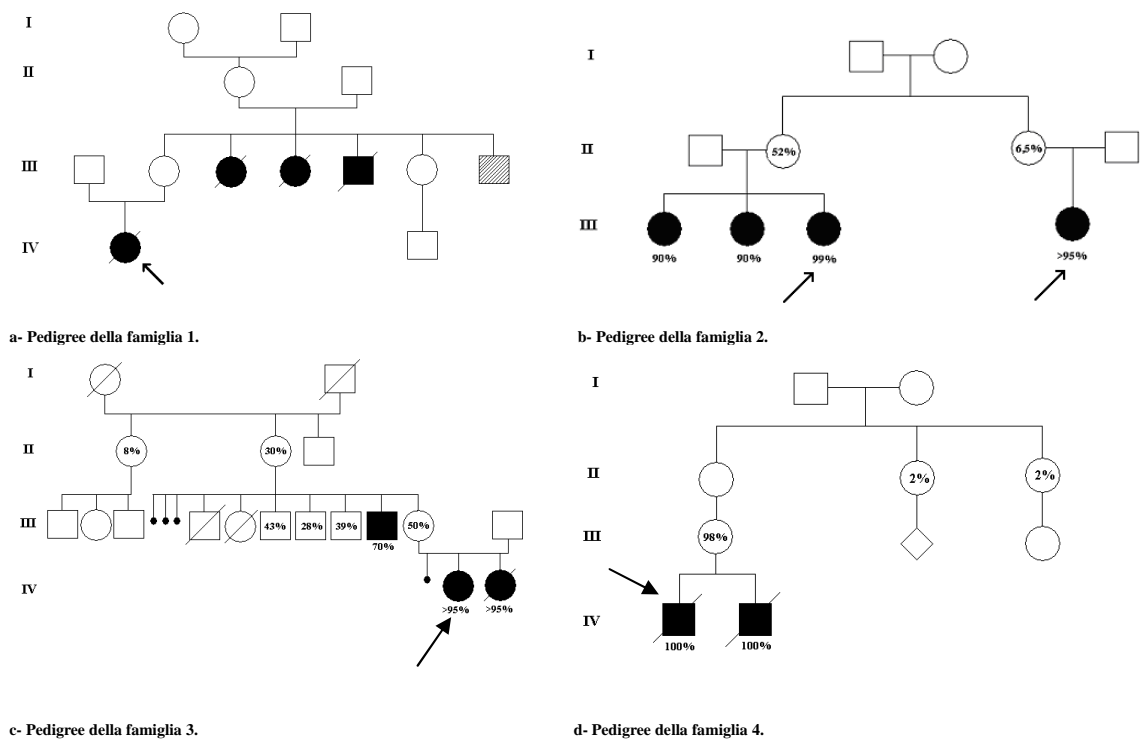 I
II
III
IV
a- Pedigree della famiglia 1.
I
II
52%
6,5%
III
90%
90%
99%
>95%
b- Pedigree della famiglia 2.
I
II
8%
30%
III
43%
28%
39%
70%
50%
IV
>95%
>95%
c- Pedigree della famiglia 3.
I
II
2%
2%
III
98%
IV
100%
100%
d- Pedigree della famiglia 4.